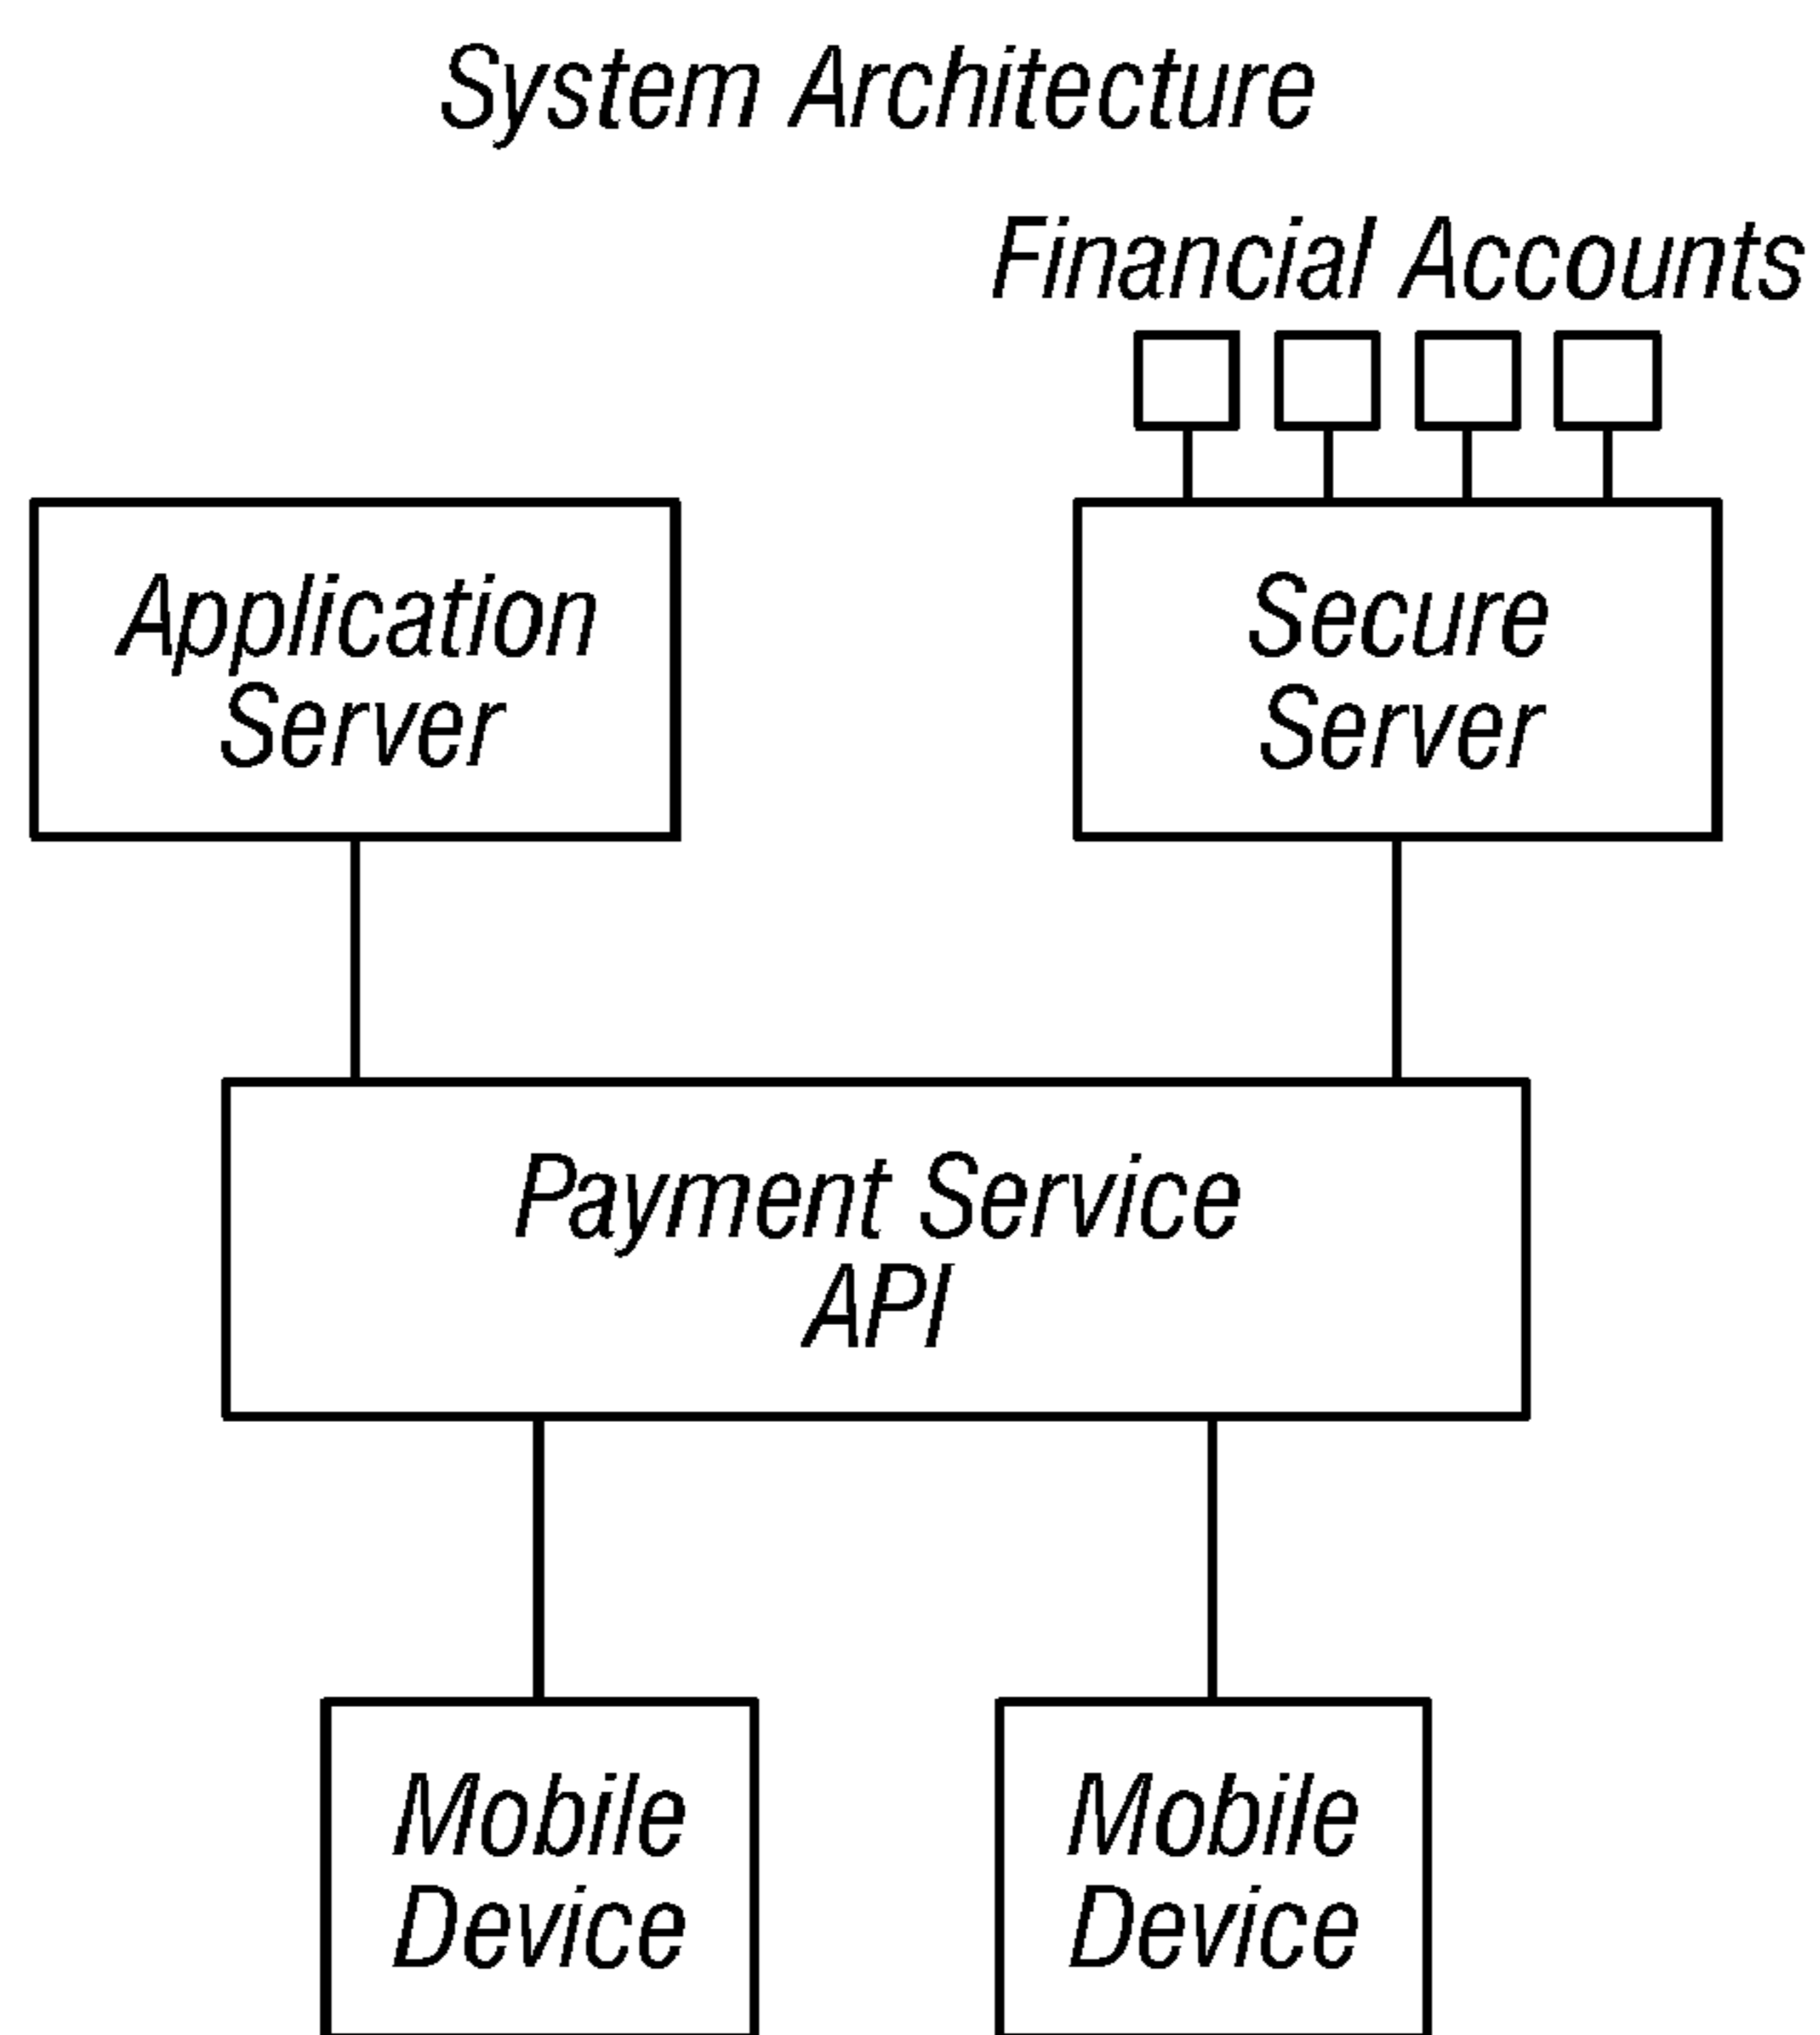 System Architecture
Financial Accounts
Application
Server
Secure
Server
Payment Service
API
Mobile
Device
Mobile
Device